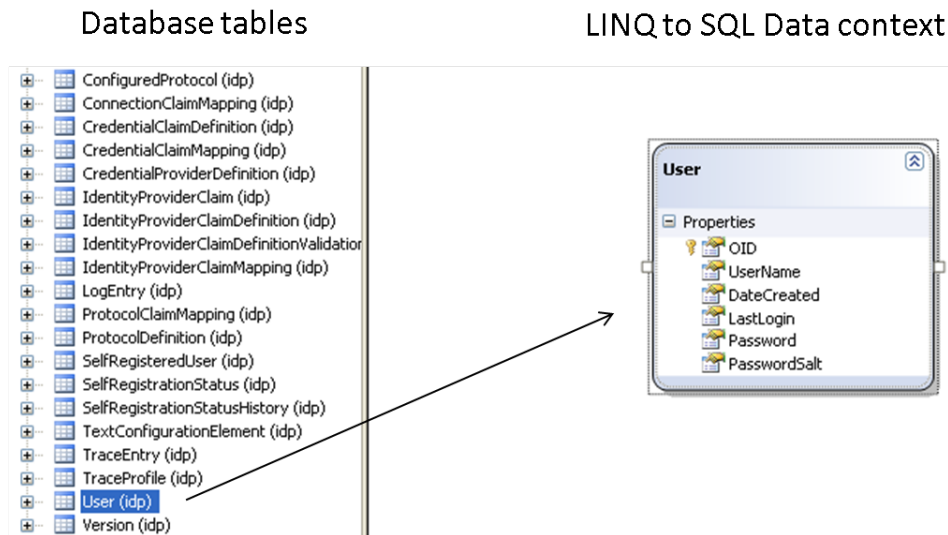 Database tables
LINQ to SQL Data context
ConfiguredProtocol (idp)
ConnectionClaimMapping (idp)
CredentialClaimDefinition (idp)
CredentialClaimMapping (idp)
CredentialProviderDefinition (idp)
IdentityProviderClaim (idp)
IdentityProviderClaimDefinition (idp)
IdentityProviderClaimDefinitionValidation
IdentityProviderClaimMapping (idp)
LogEntry (idp)
ProtocolClaimMapping (idp)
ProtocolDefinition (idp)
SelfRegisteredUser (idp)
SelfRegistrationStatus (idp)
SelfRegistrationStatusHistory (idp)
TextConfigurationElement (idp)
TraceEntry (idp)
TraceProfile (idp)
User (idp)
Version (idp)
User
Properties
OID
UserName
DateCreated
LastLogin
Password
PasswordSalt